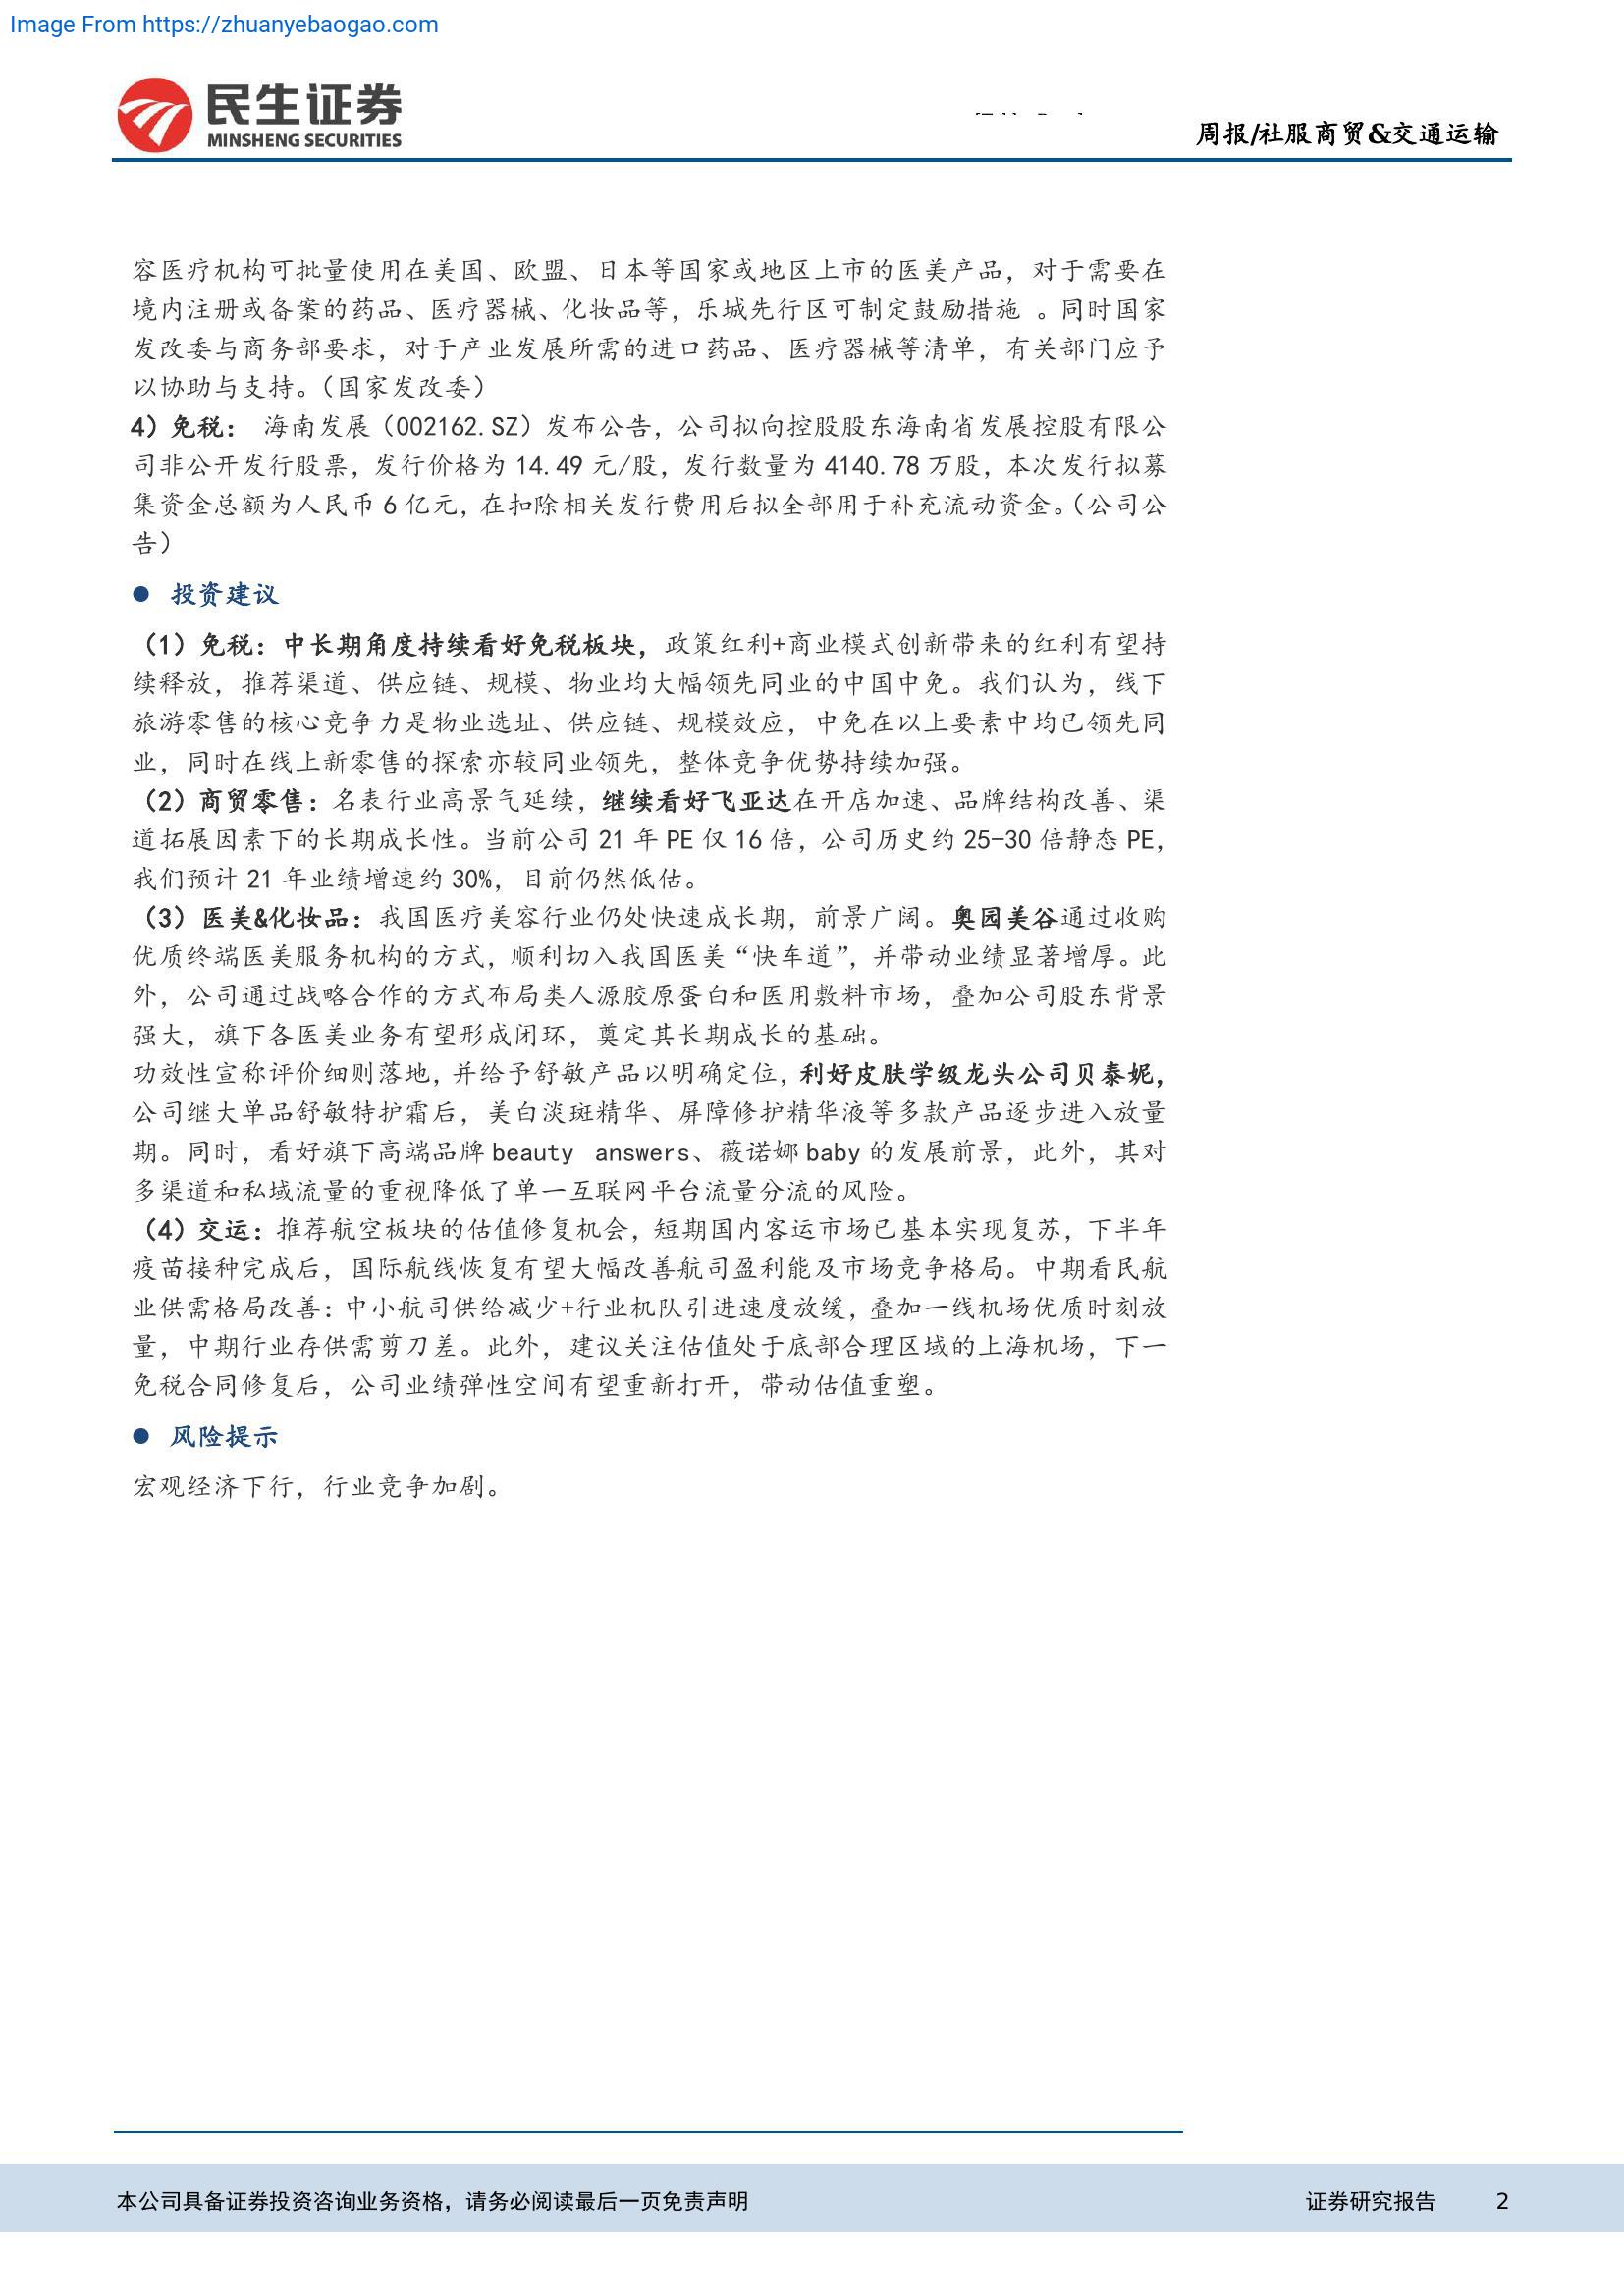 Image From https://zhuanyebaogao.com
民生证券
MINSHENG SECURITIES
周报/社服商贸&交通运输
容医疗机构可批量使用在美国、欧盟、日本等国家或地区上市的医美产品，对于需要在
境内注册或备案的药品、医疗器械、化妆品等，乐城先行区可制定鼓励措施 。同时国家
发改委与商务部要求，对于产业发展所需的进口药品、医疗器械等清单，有关部门应予
以协助与支持。（国家发改委）
4）免税： 海南发展（002162.SZ）发布公告，公司拟向控股股东海南省发展控股有限公
司非公开发行股票，发行价格为 14.49 元/股，发行数量为 4140.78 万股，本次发行拟募
集资金总额为人民币 6 亿元，在扣除相关发行费用后拟全部用于补充流动资金。（公司公
告）
● 投资建议
（1）免税：中长期角度持续看好免税板块，政策红利+商业模式创新带来的红利有望持
续释放，推荐渠道、供应链、规模、物业均大幅领先同业的中国中免。我们认为，线下
旅游零售的核心竞争力是物业选址、供应链、规模效应，中免在以上要素中均已领先同
业，同时在线上新零售的探索亦较同业领先，整体竞争优势持续加强。
（2）商贸零售：名表行业高景气延续，继续看好飞亚达在开店加速、品牌结构改善、渠
道拓展因素下的长期成长性。当前公司 21 年 PE 仅 16 倍，公司历史约 25-30 倍静态 PE，
我们预计 21 年业绩增速约 30%，目前仍然低估。
（3）医美&化妆品：我国医疗美容行业仍处快速成长期，前景广阔。奥园美谷通过收购
优质终端医美服务机构的方式，顺利切入我国医美“快车道”，并带动业绩显著增厚。此
外，公司通过战略合作的方式布局类人源胶原蛋白和医用敷料市场，叠加公司股东背景
强大，旗下各医美业务有望形成闭环，奠定其长期成长的基础。
功效性宣称评价细则落地，并给予舒敏产品以明确定位，利好皮肤学级龙头公司贝泰妮，
公司继大单品舒敏特护霜后，美白淡斑精华、屏障修护精华液等多款产品逐步进入放量
期。同时，看好旗下高端品牌 beauty answers、薇诺娜 baby 的发展前景，此外，其对
多渠道和私域流量的重视降低了单一互联网平台流量分流的风险。
（4）交运：推荐航空板块的估值修复机会，短期国内客运市场已基本实现复苏，下半年
疫苗接种完成后，国际航线恢复有望大幅改善航司盈利能及市场竞争格局。中期看民航
业供需格局改善：中小航司供给减少+行业机队引进速度放缓，叠加一线机场优质时刻放
量，中期行业存供需剪刀差。此外，建议关注估值处于底部合理区域的上海机场，下一
免税合同修复后，公司业绩弹性空间有望重新打开，带动估值重塑。
● 风险提示
宏观经济下行，行业竞争加剧。
本公司具备证券投资咨询业务资格，请务必阅读最后一页免责声明
证券研究报告 2